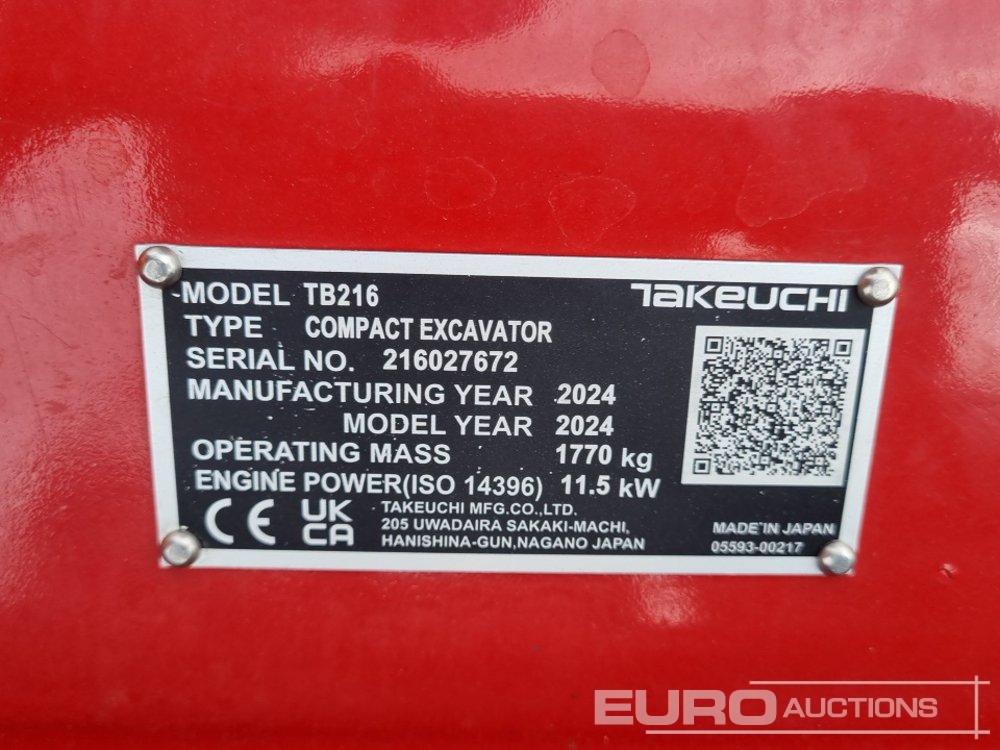 MODEL TB216
TAKEUCHI
TYPE COMPACT EXCAVATOR
SERIAL NO. 216027672
MANUFACTURING YEAR 2024
MODEL YEAR 2024
OPERATING MASS 1770 kg
ENGINE POWER(ISO 14396) 11.5 kW
CE UK
CA
TAKEUCHI MFG.CO.,LTD.
205 UWADAIRA SAKAKI-MACHI,
HANISHINA-GUN,NAGANO JAPAN
MADE IN JAPAN
05593-00217
EURO AUCTIONS